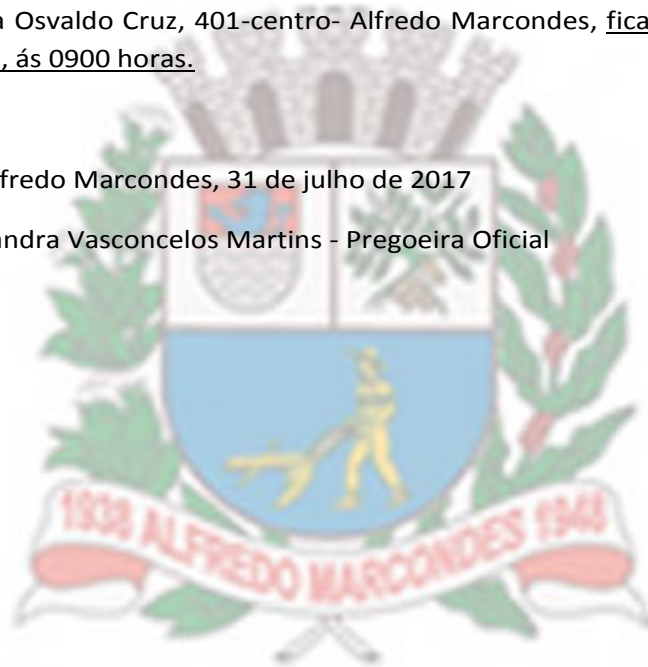 a Osvaldo Cruz, 401-centro- Alfredo Marcondes, fica
, ás 0900 horas.
fredo Marcondes, 31 de julho de 2017
ndra Vasconcelos Martins - Pregoeira Oficial
1938 ALFREDO MARCONDES 1948